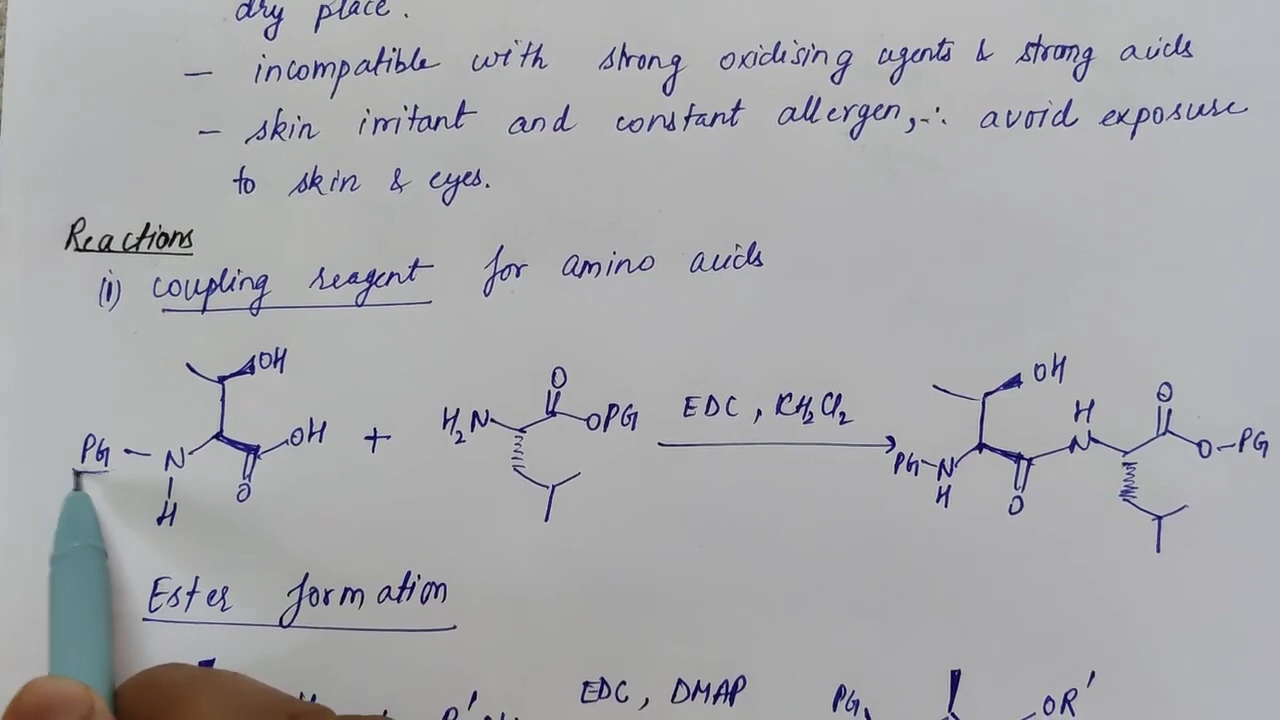 dry place.
– incompatible with strong oxidising agents & strong acids
– skin irritant and constant allergen, ∴ avoid exposure
to skin & eyes.
Reactions
(i) coupling reagent for amino acids
OH
PG – N
H
OH
O
+
H2N
O
OPG
EDC, CH2Cl2
OH
PG–N
H
O
H
N
O
O–PG
Ester formation
EDC, DMAP
PG
OR'